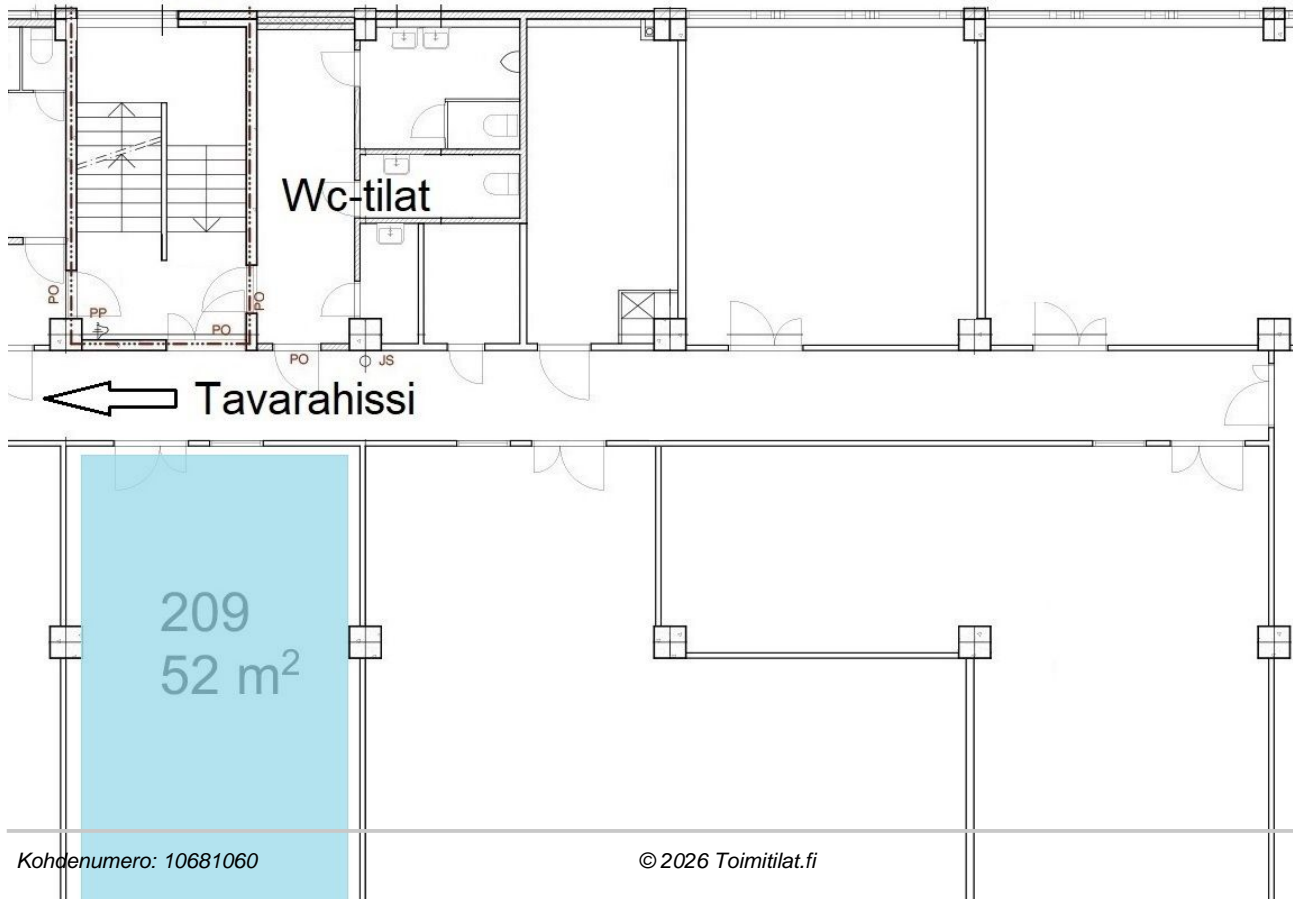 Wc-tilat
PO
PO
PP
PO
PO
JS
Tavarahissi
209
52 m²
Kohdenumero: 10681060
© 2026 Toimitilat.fi